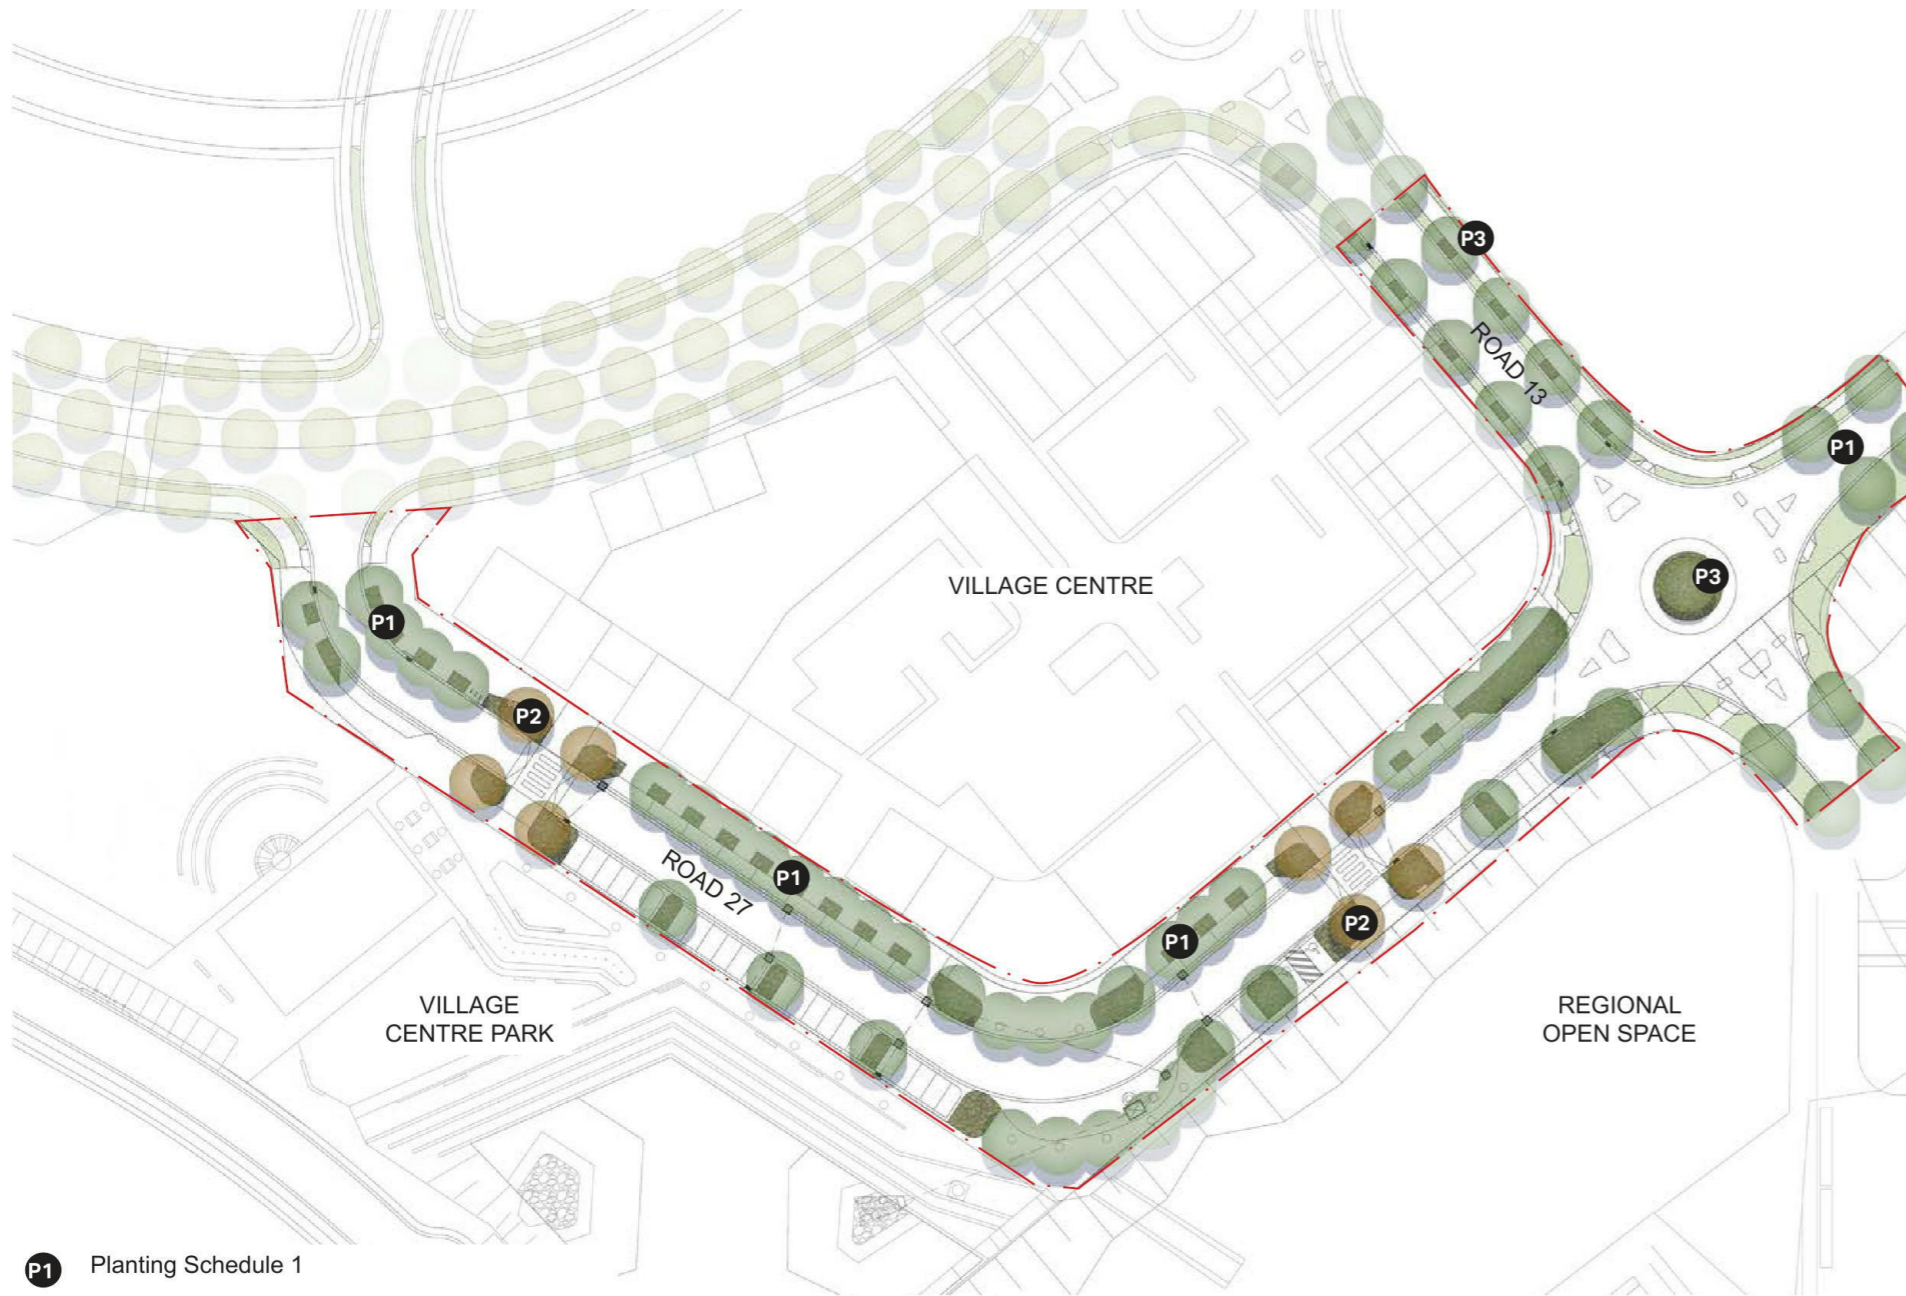 P3
ROAD 13
P1
P3
VILLAGE CENTRE
P1
P2
P1
ROAD 27
P2
P1
VILLAGE
CENTRE PARK
REGIONAL
OPEN SPACE
P1 Planting Schedule 1